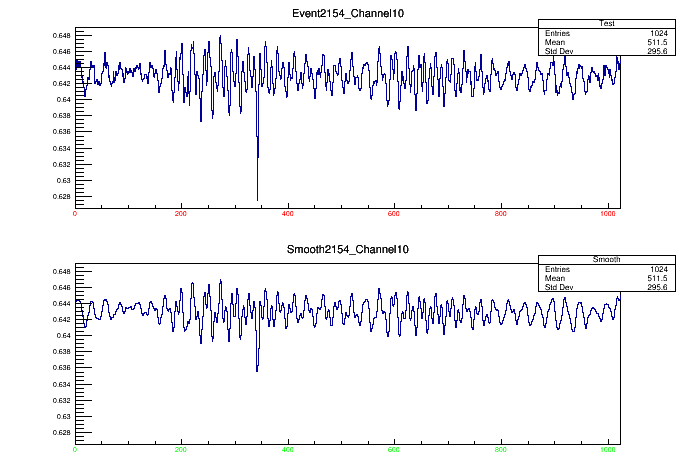 Event2154_Channel10
Test
Entries 1024
Mean 511.5
Std Dev 295.6
0.648
0.646
0.644
0.642
0.64
0.638
0.636
0.634
0.632
0.63
0.628
0 200 400 600 800 1000
Smooth2154_Channel10
Smooth
Entries 1024
Mean 511.5
Std Dev 295.6
0.648
0.646
0.644
0.642
0.64
0.638
0.636
0.634
0.632
0.63
0.628
0 200 400 600 800 1000